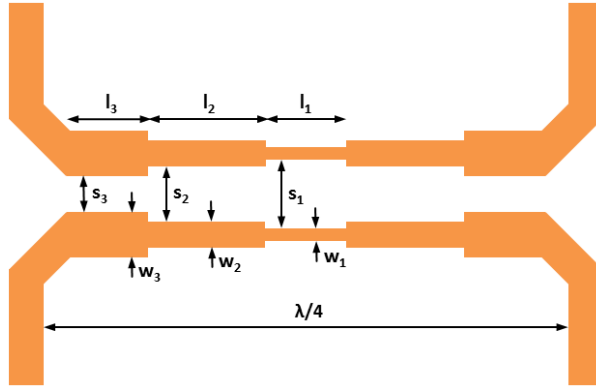 l₃ l₂ l₁
s₃ s₂ s₁
w₃ w₂ w₁
λ/4